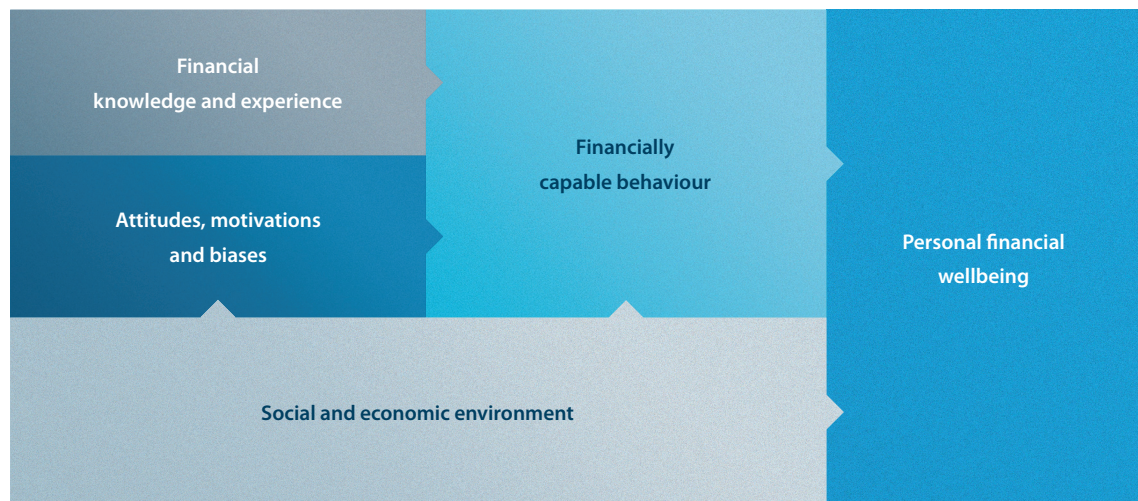 Financial
knowledge and experience
Attitudes, motivations
and biases
Financially
capable behaviour
Personal financial
wellbeing
Social and economic environment